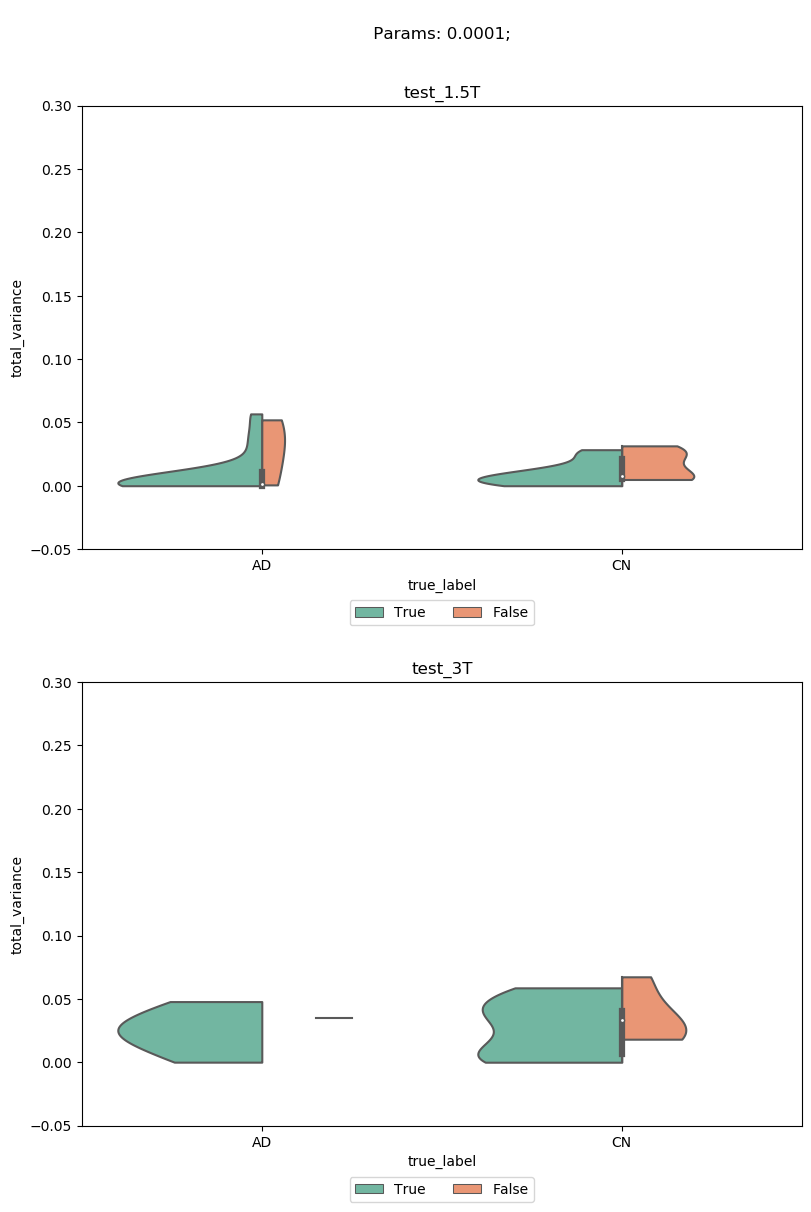 Params: 0.0001;
test_1.5T
0.30
0.25
0.20
0.15
0.10
0.05
0.00
−0.05
total_variance
AD CN
true_label
True False
test_3T
0.30
0.25
0.20
0.15
0.10
0.05
0.00
−0.05
total_variance
AD CN
true_label
True False